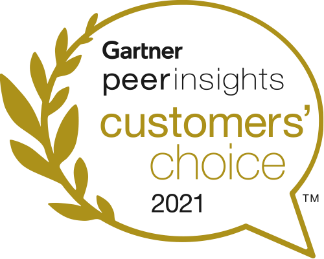 Gartner
peerinsights
customers'
choice
2021
TM